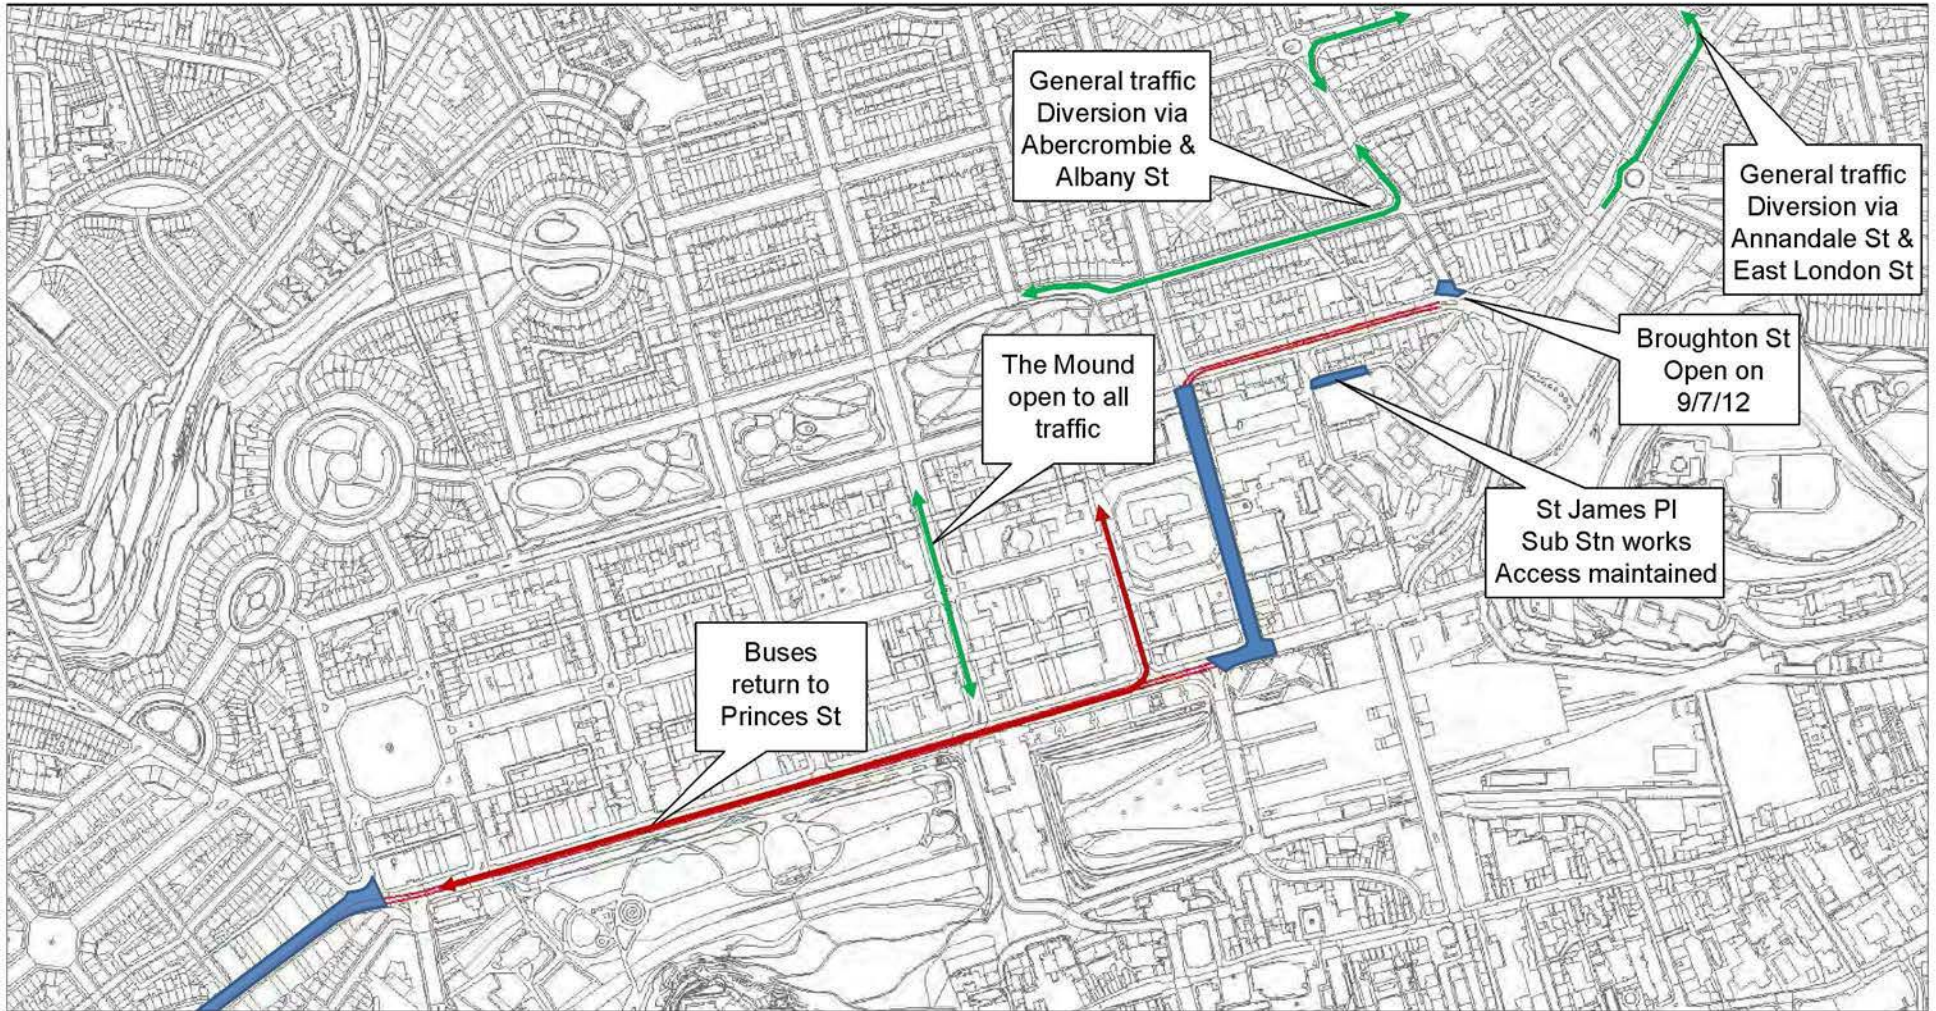 General traffic
Diversion via
Abercrombie &
Albany St
General traffic
Diversion via
Annandale St &
East London St
The Mound
open to all
traffic
Broughton St
Open on
9/7/12
St James Pl
Sub Stn works
Access maintained
Buses
return to
Princes St